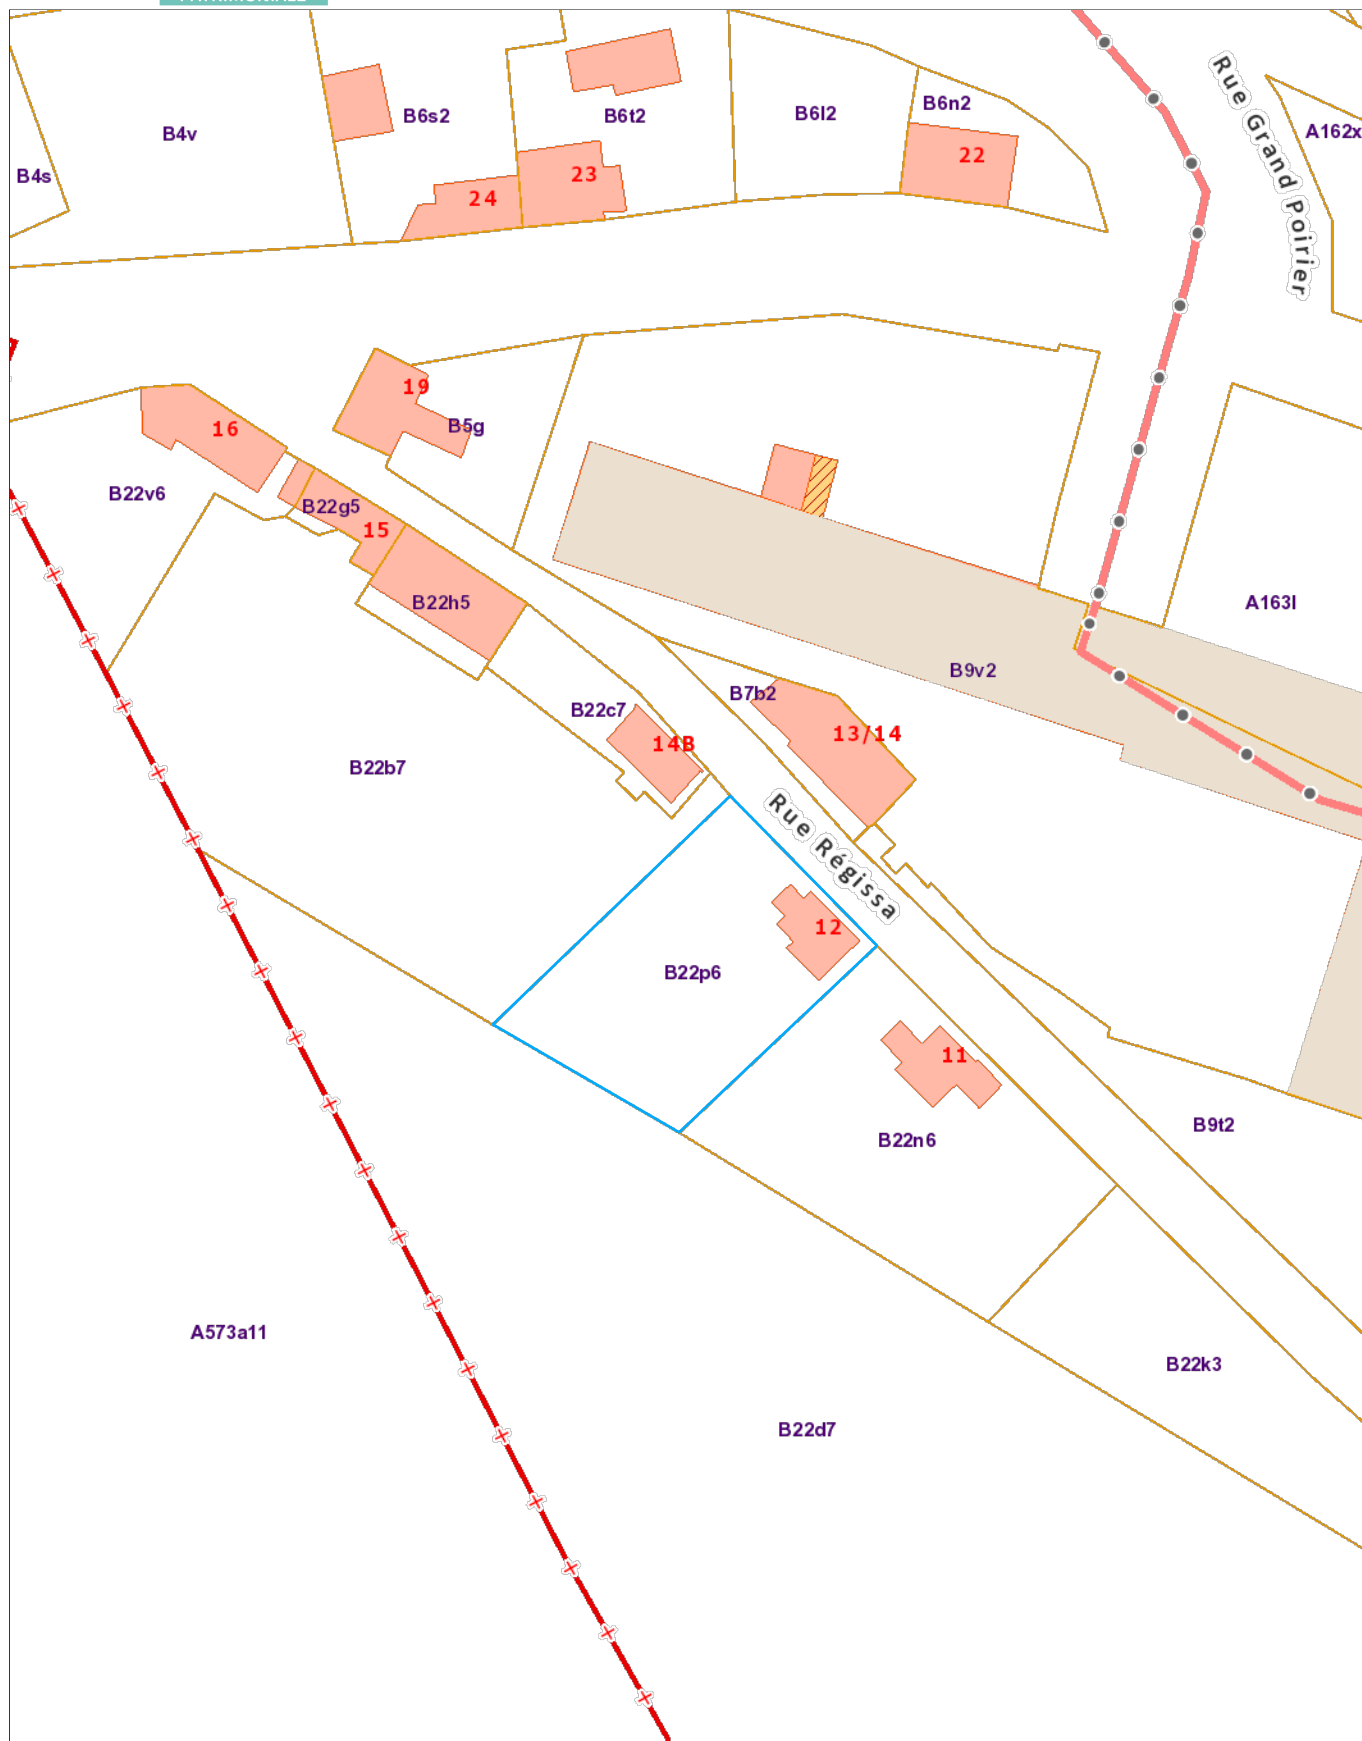 B4v
B4s
B6s2
B6t2
B6l2
B6n2
22
23
24
Rue Grand Poirier
A162x
19
B5g
16
B22v6
B22g5
15
B22h5
A163l
B9v2
B7b2
B22c7
13/14
14B
B22b7
Rue Régissa
12
B22p6
11
B22n6
B9t2
A573a11
B22k3
B22d7